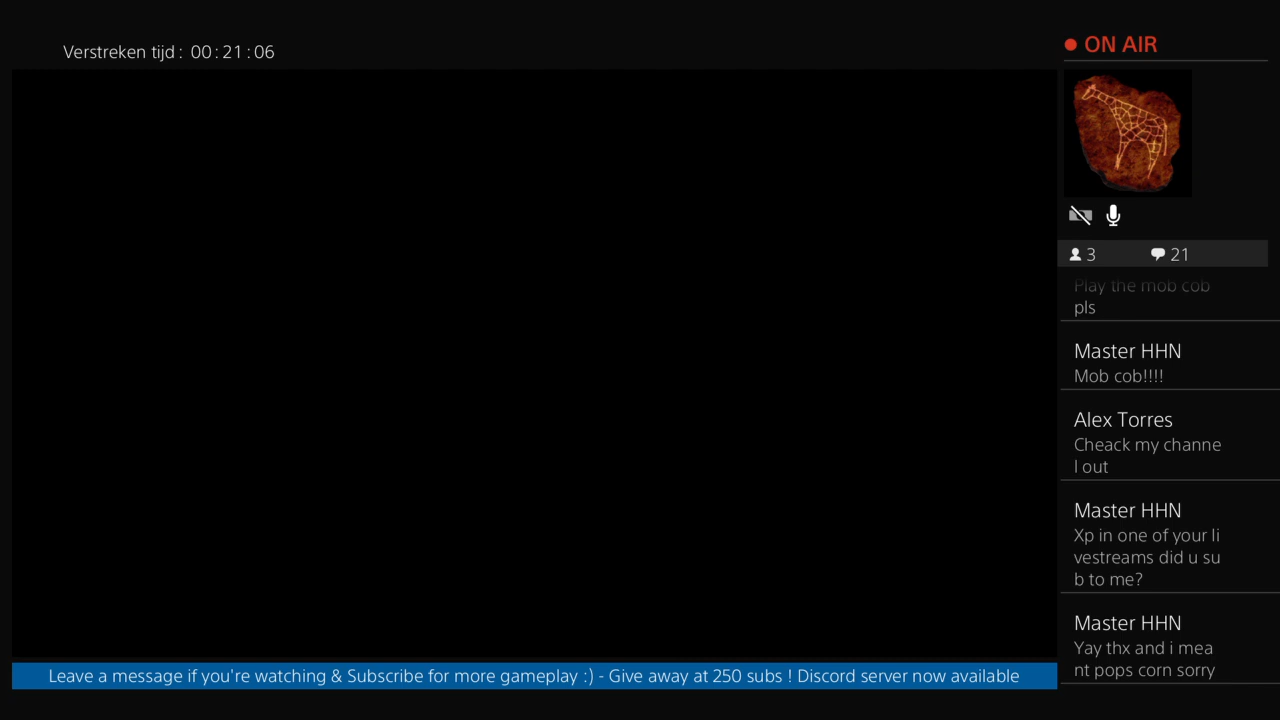 Verstreken tijd: 00:21:06
ON AIR
3 21
Play the mob cob
pls
Master HHN
Mob cob!!!!
Alex Torres
Cheack my channe
l out
Master HHN
Xp in one of your li
vestreams did u su
b to me?
Master HHN
Yay thx and i mea
nt pops corn sorry
Leave a message if you're watching & Subscribe for more gameplay :) - Give away at 250 subs ! Discord server now available